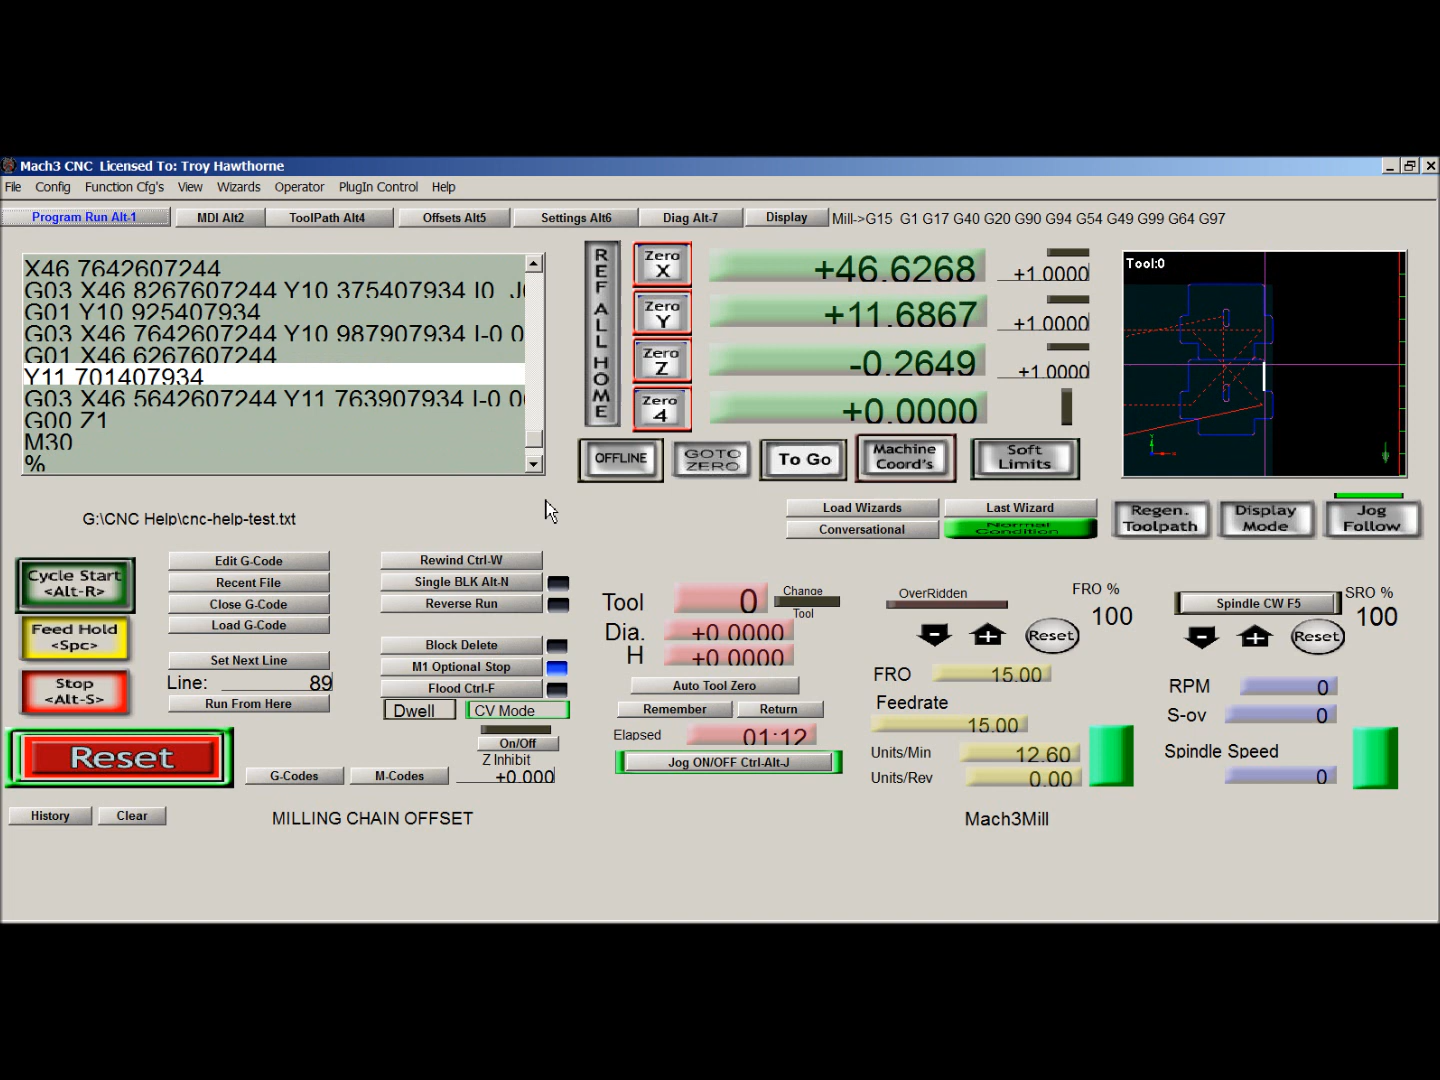 Mach3 CNC Licensed To: Troy Hawthorne
File Config Function Cfg's View Wizards Operator PlugIn Control Help
Program Run Alt-1 MDI Alt2 ToolPath Alt4 Offsets Alt5 Settings Alt6 Diag Alt-7 Display Mill->G15 G1 G17 G40 G20 G90 G94 G54 G49 G99 G64 G97
X46 7642607244
G03 X46 8267607244 Y10 375407934 I0
G01 Y10 925407934
G03 X46 7642607244 Y10 987907934 I-0 0
G01 X46 6267607244
Y11 701407934
G03 X46 5642607244 Y11 763907934 I-0 0
G00 Z1
M30
%
REF ALL HOME
Zero X +46.6268 +1.0000
Zero Y +11.6867 +1.0000
Zero Z -0.2649 +1.0000
Zero 4 +0.0000
OFFLINE GOTO ZERO To Go Machine Coord's Soft Limits
Tool:0
G:\CNC Help\cnc-help-test.txt
Load Wizards Last Wizard
Conversational Normal Condition
Regen. Toolpath Display Mode Jog Follow
Cycle Start <Alt-R>
Feed Hold <Spc>
Stop <Alt-S>
Reset
Edit G-Code
Recent File
Close G-Code
Load G-Code
Set Next Line
Line: 89
Run From Here
Rewind Ctrl-W
Single BLK Alt-N
Reverse Run
Block Delete
M1 Optional Stop
Flood Ctrl-F
Dwell CV Mode
On/Off
Z Inhibit
+0.000
G-Codes M-Codes
Tool 0 Change Tool
Dia. +0.0000
H +0.0000
Auto Tool Zero
Remember Return
Elapsed 01:12
Jog ON/OFF Ctrl-Alt-J
OverRidden FRO %
100
Reset
FRO 15.00
Feedrate
15.00
Units/Min 12.60
Units/Rev 0.00
Spindle CW F5 SRO %
100
Reset
RPM 0
S-ov 0
Spindle Speed
0
History Clear MILLING CHAIN OFFSET Mach3Mill